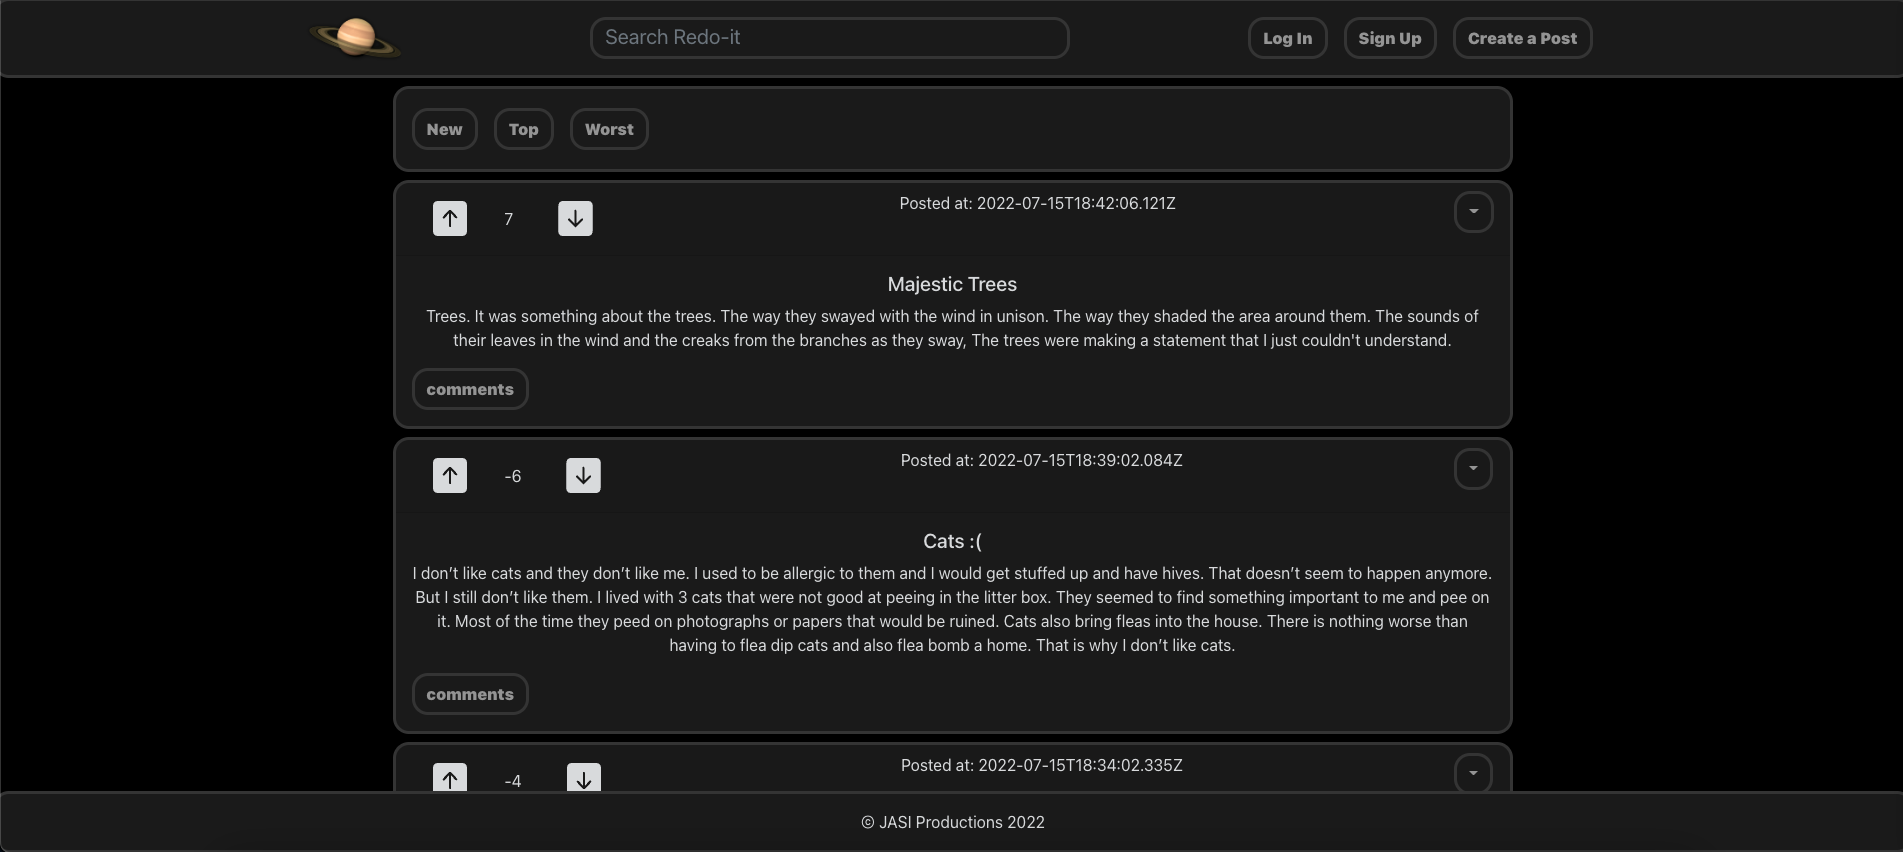 Search Redo-it
Log In
Sign Up
Create a Post
New
Top
Worst
7
Posted at: 2022-07-15T18:42:06.121Z
Majestic Trees
Trees. It was something about the trees. The way they swayed with the wind in unison. The way they shaded the area around them. The sounds of
their leaves in the wind and the creaks from the branches as they sway, The trees were making a statement that I just couldn't understand.
comments
-6
Posted at: 2022-07-15T18:39:02.084Z
Cats :(
I don’t like cats and they don’t like me. I used to be allergic to them and I would get stuffed up and have hives. That doesn’t seem to happen anymore.
But I still don’t like them. I lived with 3 cats that were not good at peeing in the litter box. They seemed to find something important to me and pee on
it. Most of the time they peed on photographs or papers that would be ruined. Cats also bring fleas into the house. There is nothing worse than
having to flea dip cats and also flea bomb a home. That is why I don’t like cats.
comments
-4
Posted at: 2022-07-15T18:34:02.335Z
© JASI Productions 2022